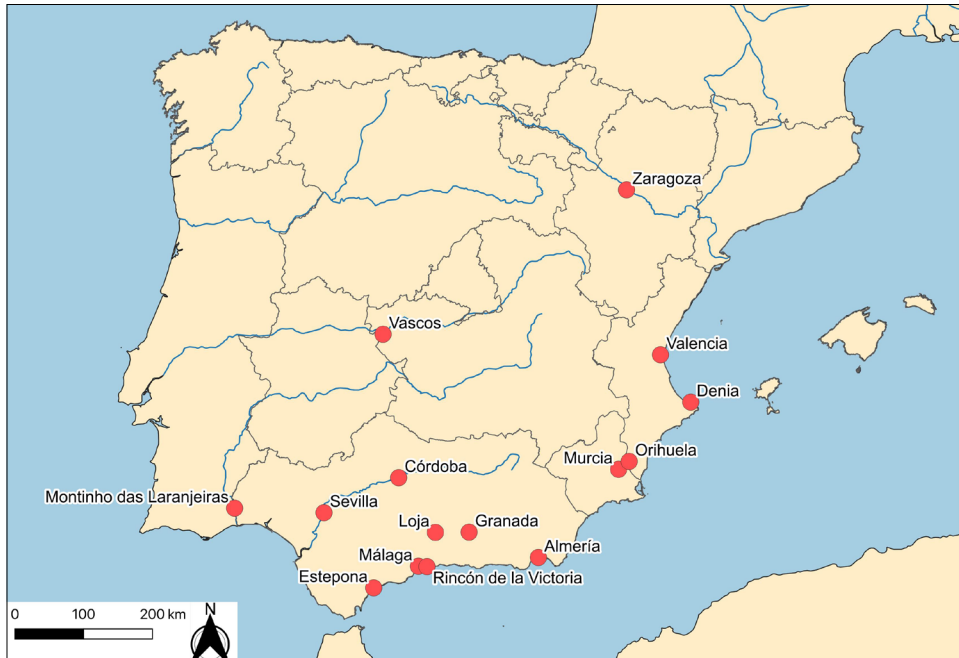 Zaragoza
Vascos
Valencia
Denia
Orihuela
Murcia
Córdoba
Montinho das Laranjeiras
Sevilla
Loja
Granada
Almería
Málaga
Rincón de la Victoria
Estepona
N
0 100 200 km